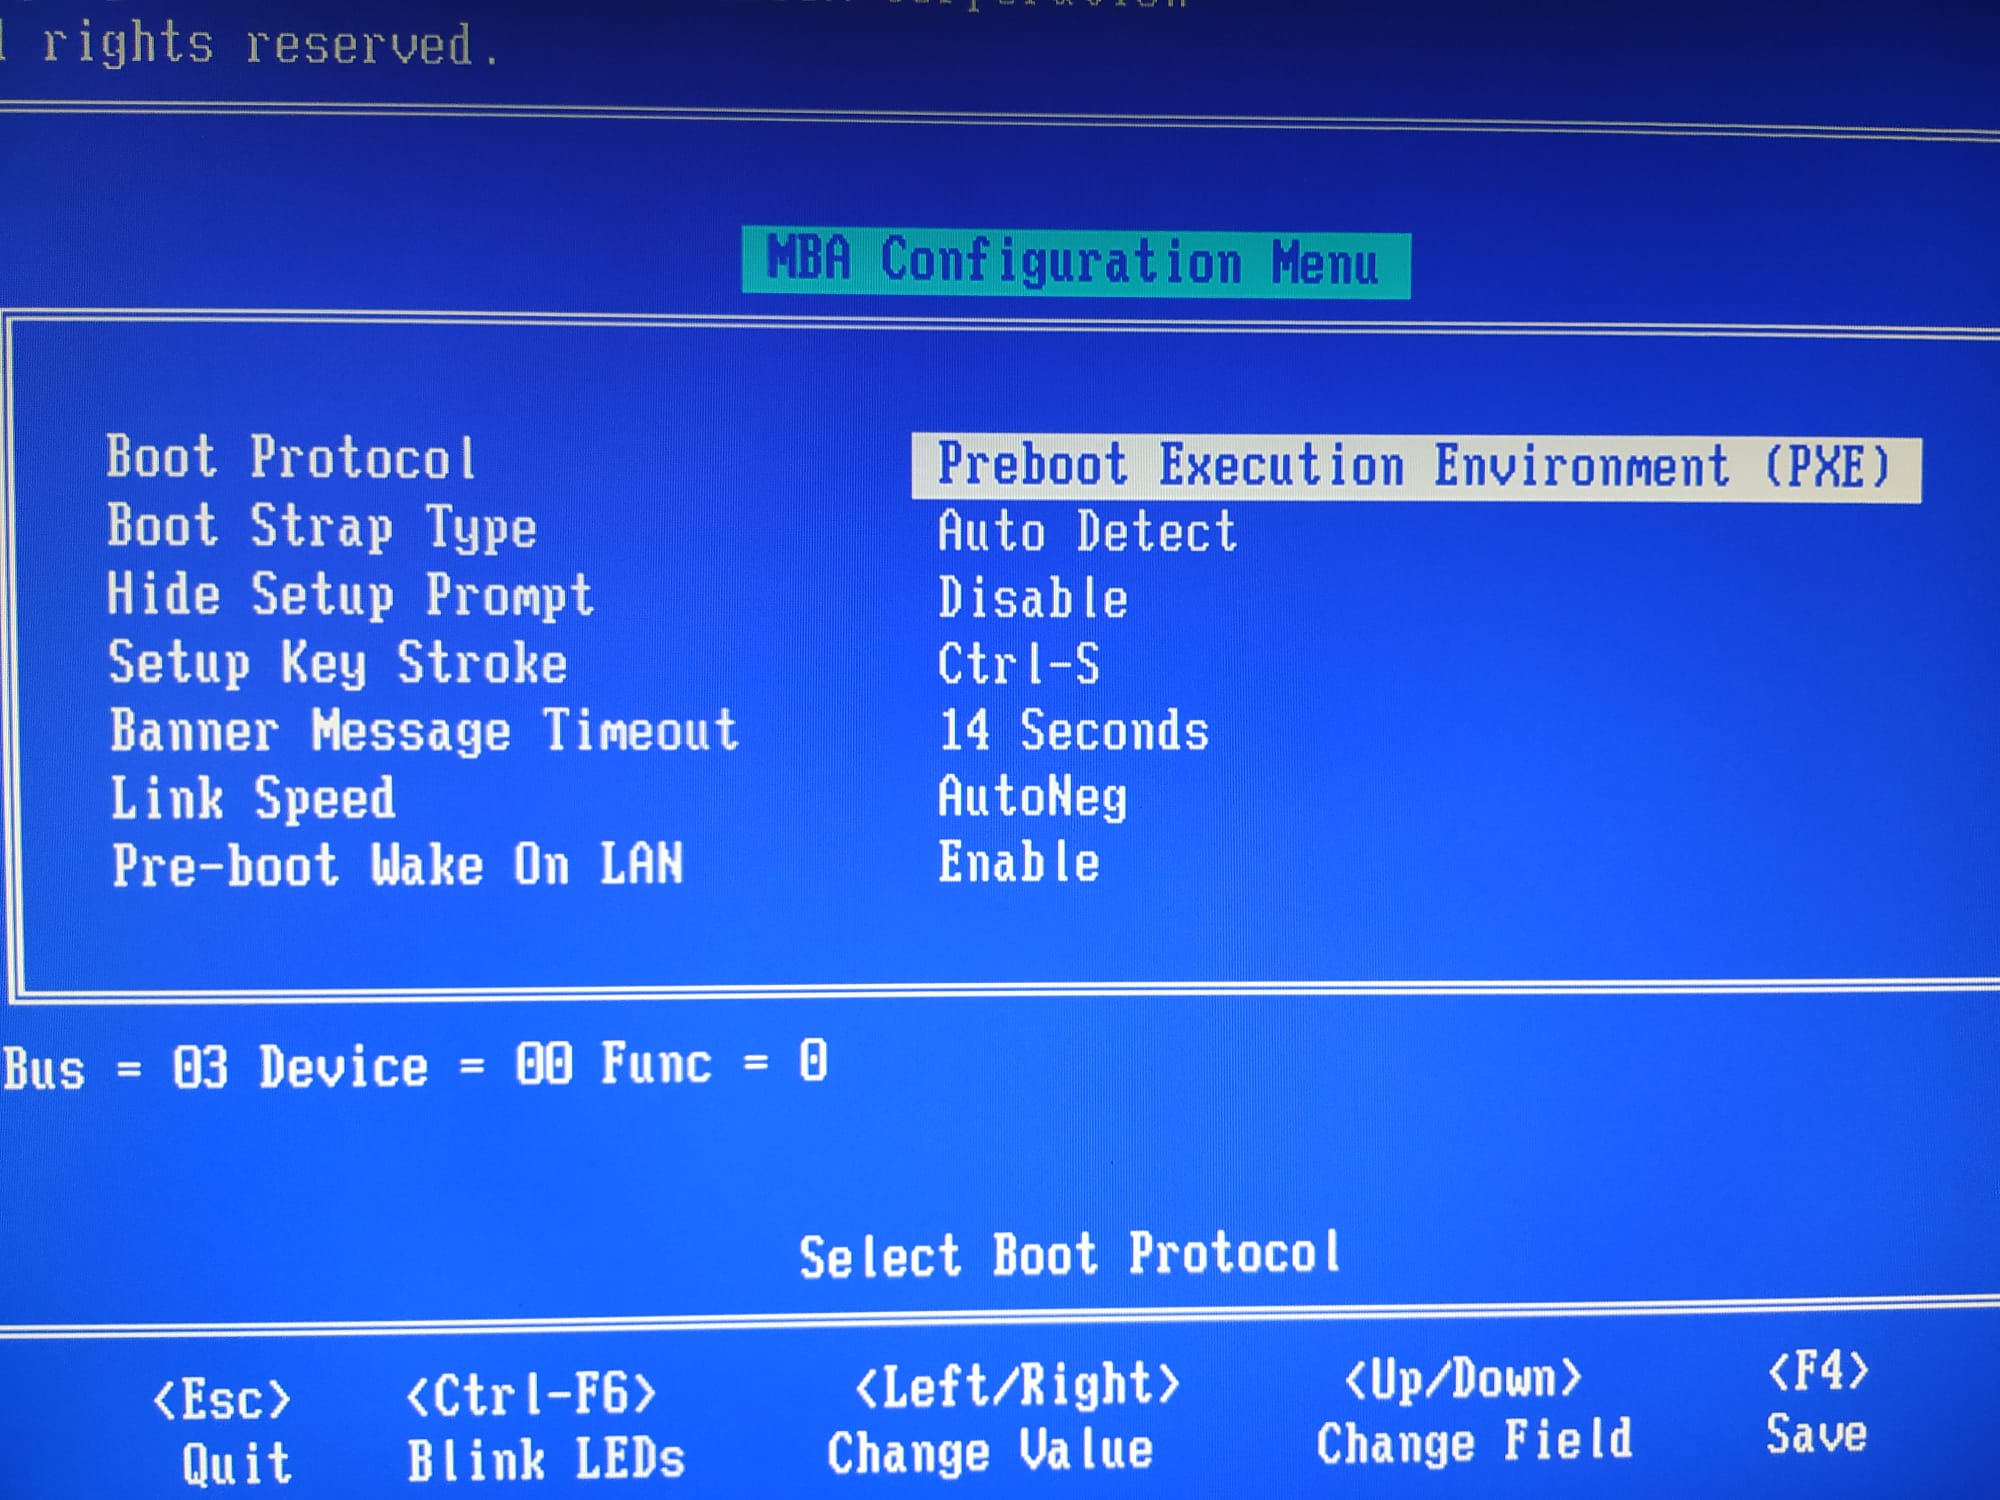 rights reserved.
MBA Configuration Menu
Boot Protocol Preboot Execution Environment (PXE)
Boot Strap Type Auto Detect
Hide Setup Prompt Disable
Setup Key Stroke Ctrl-S
Banner Message Timeout 14 Seconds
Link Speed AutoNeg
Pre-boot Wake On LAN Enable
Bus = 03 Device = 00 Func = 0
Select Boot Protocol
<Esc> <Ctrl-F6> <Left/Right> <Up/Down> <F4>
Quit Blink LEDs Change Value Change Field Save